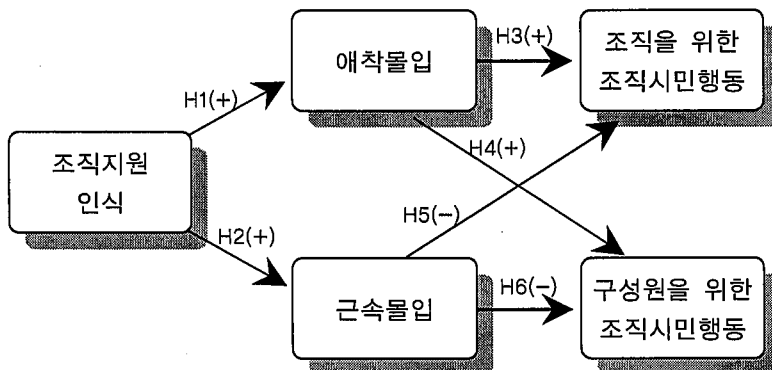 H3(+)
애착몰입
조직을 위한
조직시민행동
H1(+)
조직지원
인식
H4(+)
H5(−)
H2(+)
근속몰입
H6(−)
구성원을 위한
조직시민행동